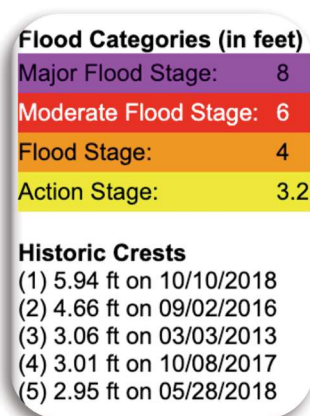 Flood Categories (in feet)
Major Flood Stage: 8
Moderate Flood Stage: 6
Flood Stage: 4
Action Stage: 3.2
Historic Crests
(1) 5.94 ft on 10/10/2018
(2) 4.66 ft on 09/02/2016
(3) 3.06 ft on 03/03/2013
(4) 3.01 ft on 10/08/2017
(5) 2.95 ft on 05/28/2018